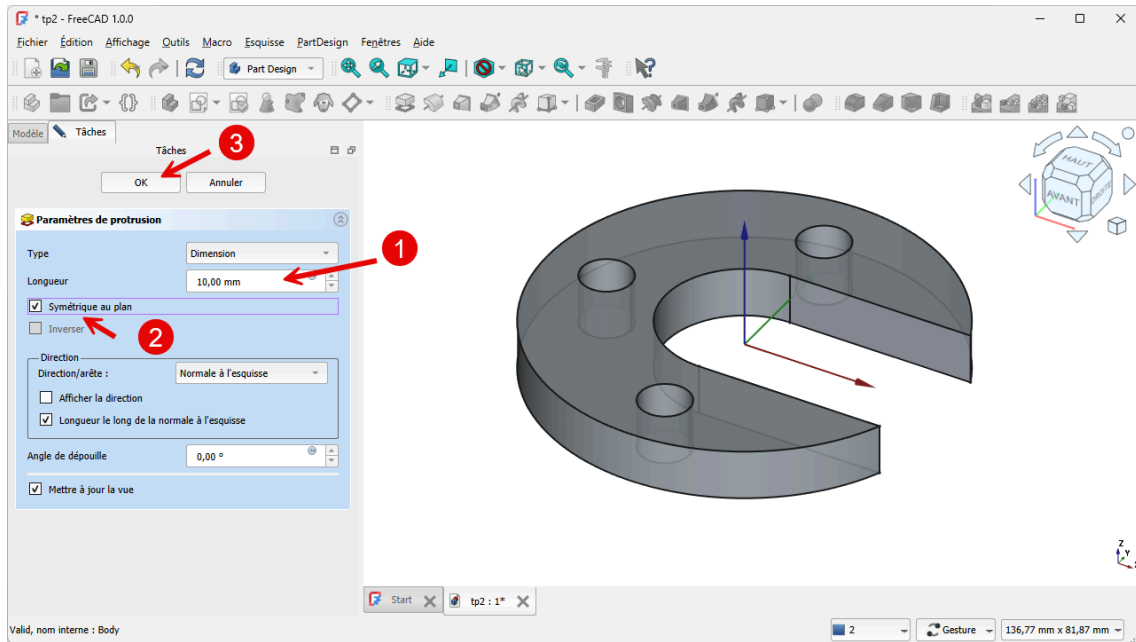 * tp2 - FreeCAD 1.0.0
Fichier Édition Affichage Outils Macro Esquisse PartDesign Fenêtres Aide
Part Design
Modèle Tâches
Tâches
3
OK Annuler
Paramètres de protrusion
Type Dimension
1
Longueur 10,00 mm
Symétrique au plan
Inverser
2
Direction
Direction/arête : Normale à l'esquisse
Afficher la direction
Longueur le long de la normale à l'esquisse
Angle de dépouille 0,00 °
Mettre à jour la vue
HAUT
AVANT DROITE
Z
Y
X
Start tp2 : 1*
Valid, nom interne : Body 2 Gesture 136,77 mm x 81,87 mm